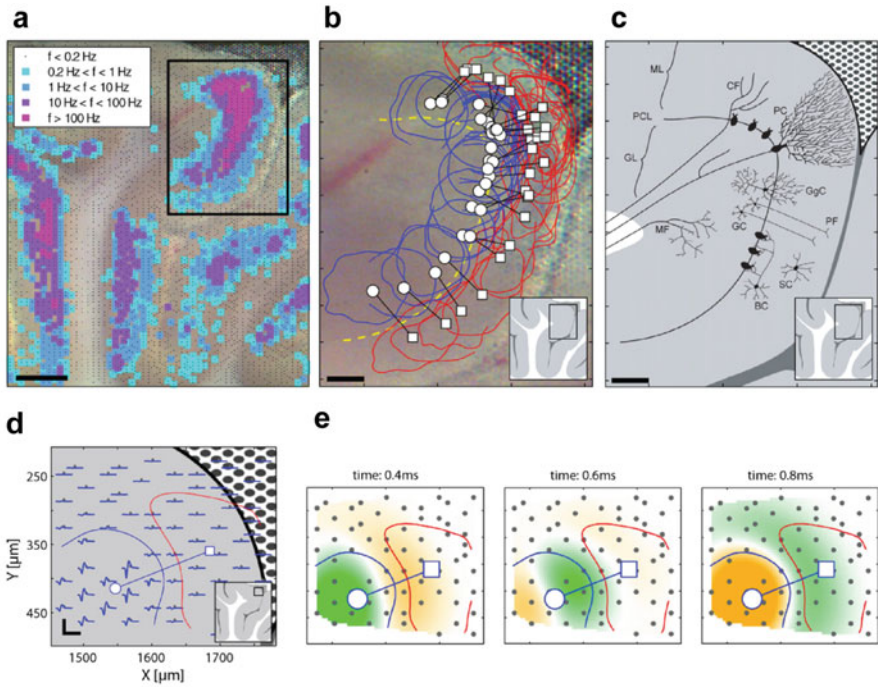 a
f < 0.2 Hz
0.2 Hz < f < 1 Hz
1 Hz < f < 10 Hz
10 Hz < f < 100 Hz
f > 100 Hz
b
c
ML
CF
PC
PCL
GL
GgC
PF
MF
GC
SC
BC
d
250
350
450
Y [μm]
1500
1600
1700
X [μm]
e
time: 0.4ms
time: 0.6ms
time: 0.8ms